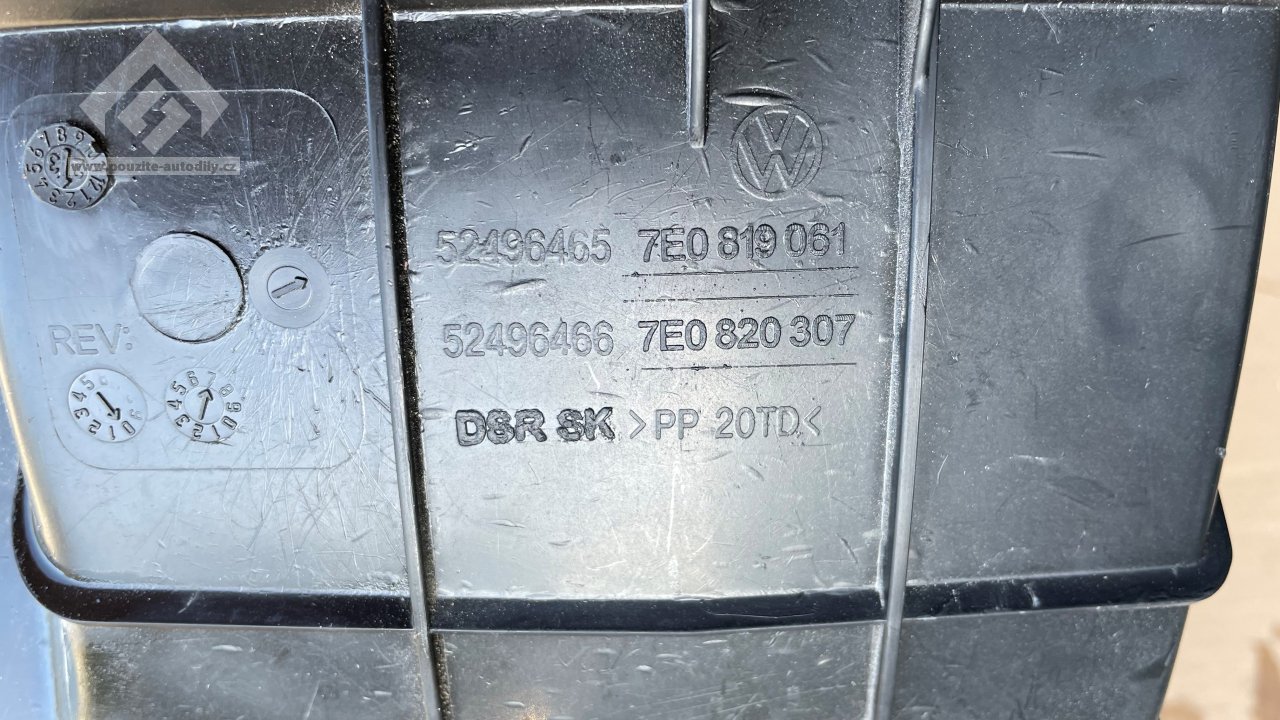 www.pouzite-autodily.cz
52496465 7E0 819 061
52496466 7E0 820 307
DSR SK >PP 20TD<
REV: